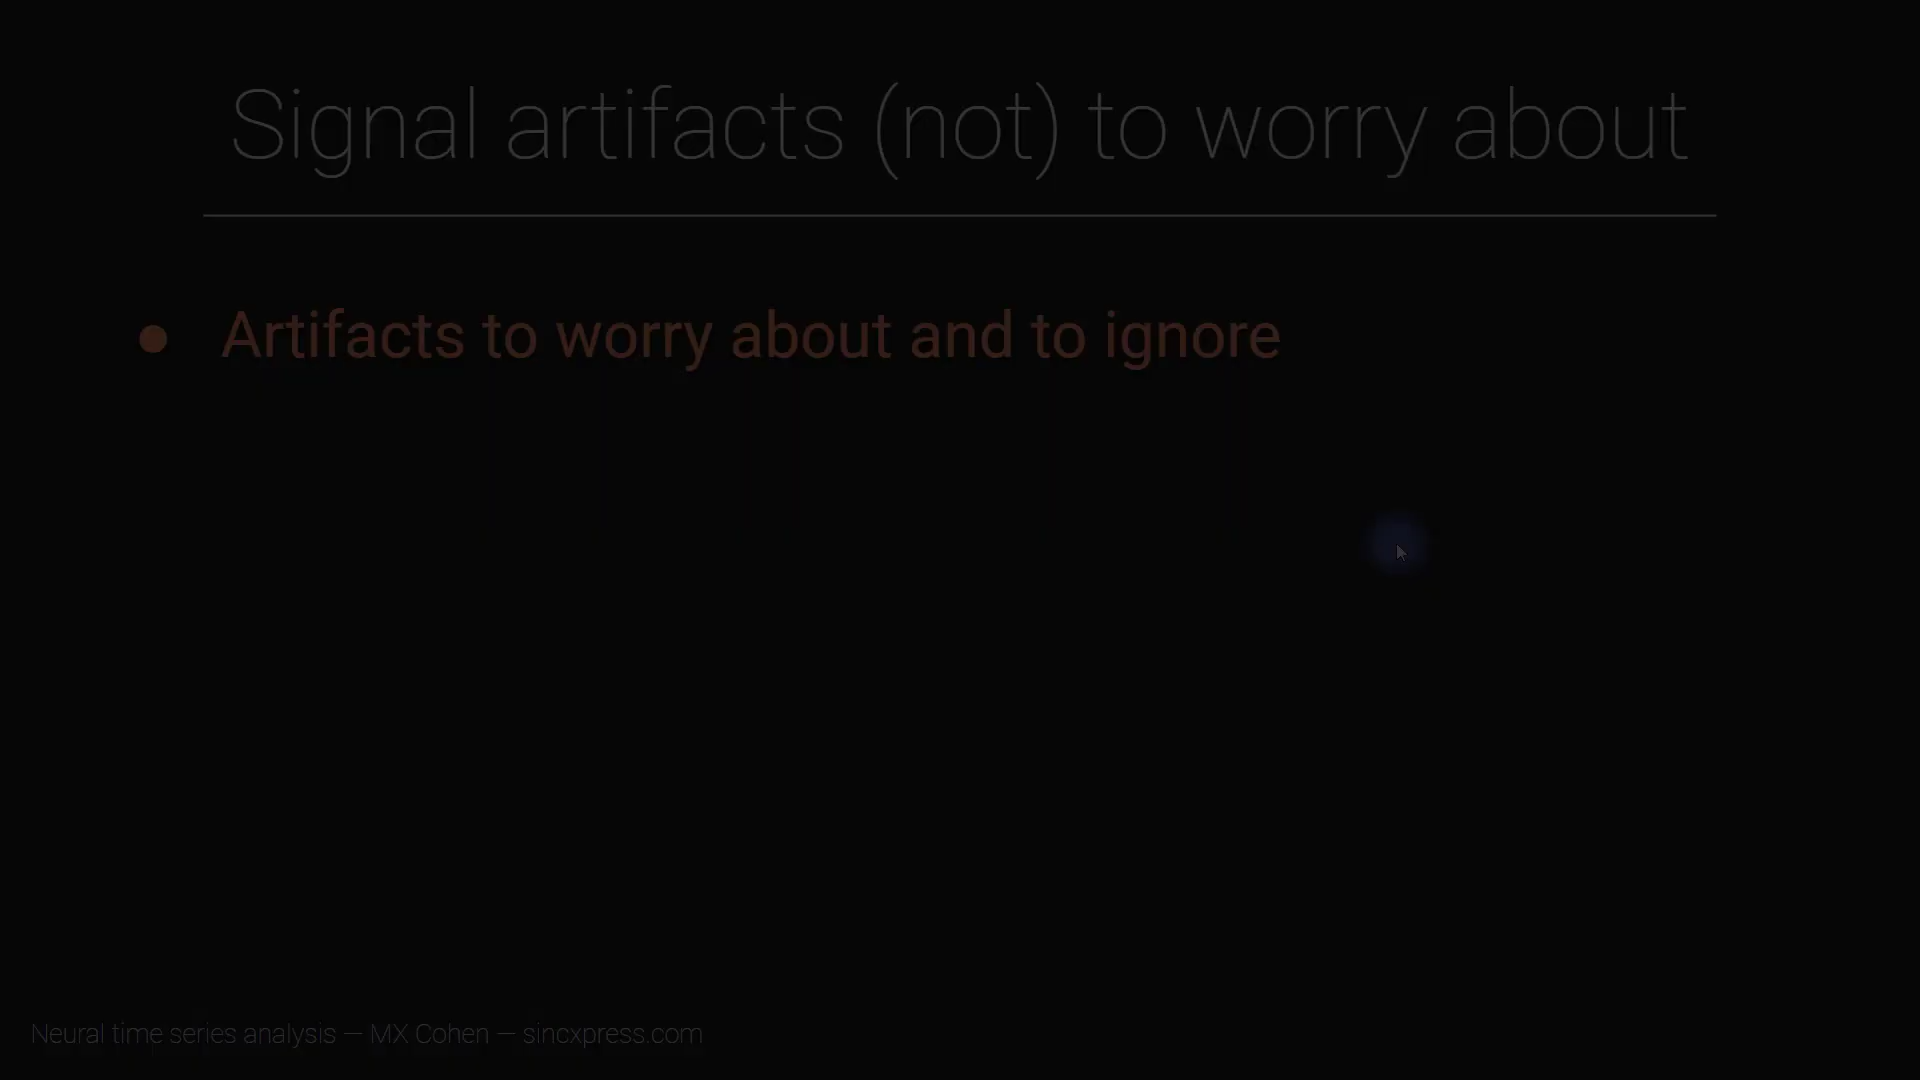 Signal artifacts (not) to worry about
Artifacts to worry about and to ignore
Neural time series analysis — MX Cohen — sincxpress.com